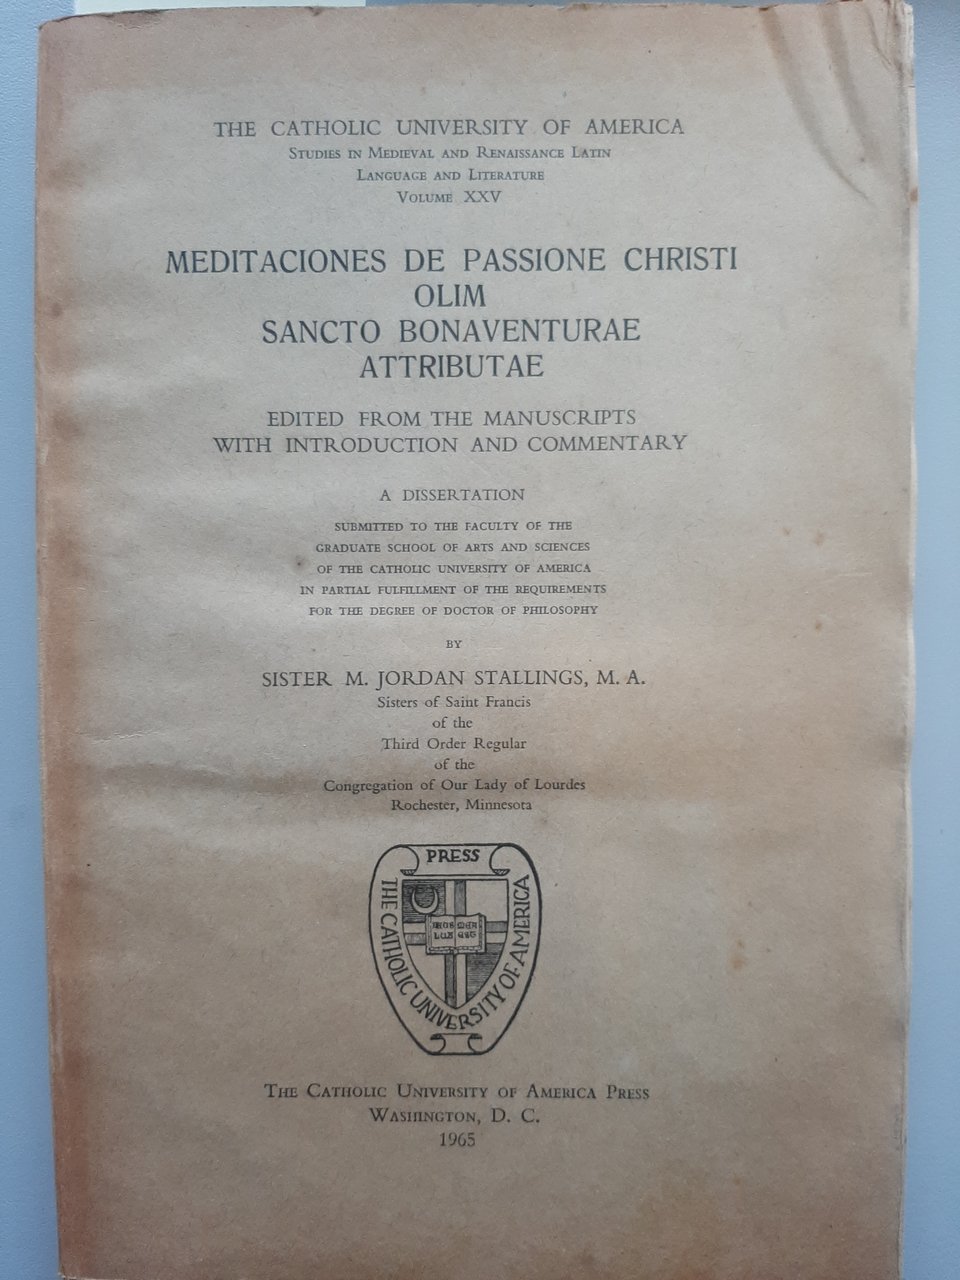 THE CATHOLIC UNIVERSITY OF AMERICA
STUDIES IN MEDIEVAL AND RENAISSANCE LATIN
LANGUAGE AND LITERATURE
VOLUME XXV
MEDITACIONES DE PASSIONE CHRISTI
OLIM
SANCTO BONAVENTURAE
ATTRIBUTAE
EDITED FROM THE MANUSCRIPTS
WITH INTRODUCTION AND COMMENTARY
A DISSERTATION
SUBMITTED TO THE FACULTY OF THE
GRADUATE SCHOOL OF ARTS AND SCIENCES
OF THE CATHOLIC UNIVERSITY OF AMERICA
IN PARTIAL FULFILLMENT OF THE REQUIREMENTS
FOR THE DEGREE OF DOCTOR OF PHILOSOPHY
BY
SISTER M. JORDAN STALLINGS, M. A.
Sisters of Saint Francis
of the
Third Order Regular
of the
Congregation of Our Lady of Lourdes
Rochester, Minnesota
PRESS
THE CATHOLIC UNIVERSITY OF AMERICA
LUX EST
THE CATHOLIC UNIVERSITY OF AMERICA PRESS
WASHINGTON, D. C.
1965